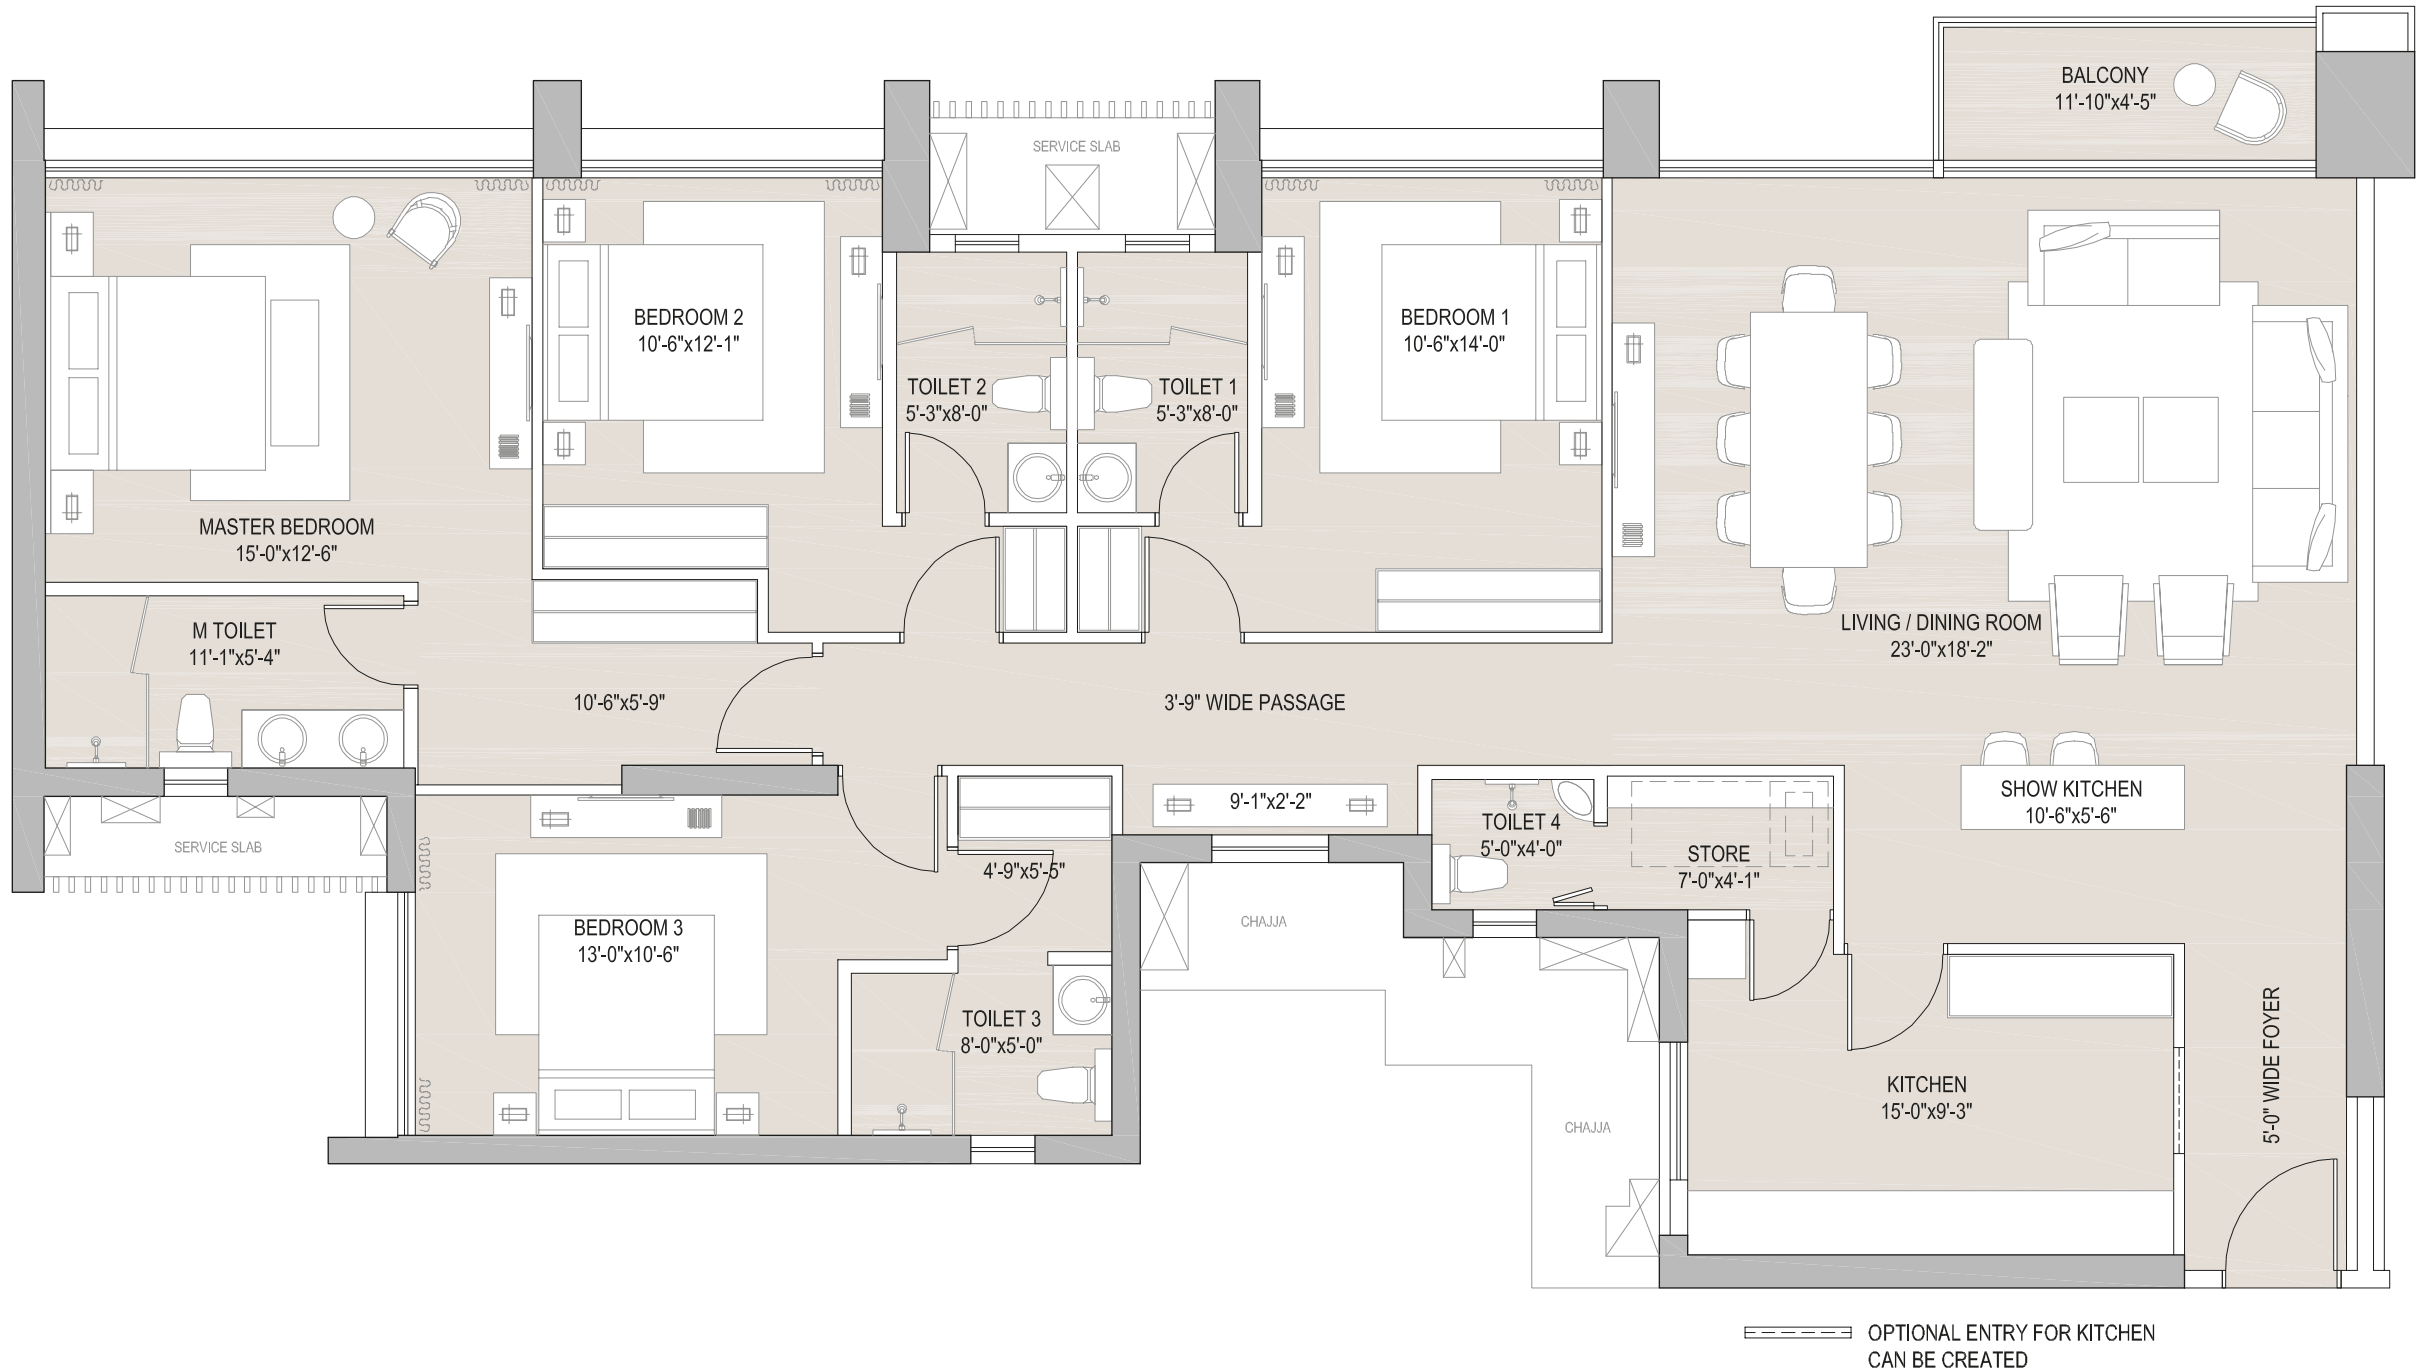 BALCONY
11'-10"x4'-5"
SERVICE SLAB
BEDROOM 2
10'-6"x12'-1"
BEDROOM 1
10'-6"x14'-0"
TOILET 2
5'-3"x8'-0"
TOILET 1
5'-3"x8'-0"
MASTER BEDROOM
15'-0"x12'-6"
M TOILET
11'-1"x5'-4"
LIVING / DINING ROOM
23'-0"x18'-2"
10'-6"x5'-9"
3'-9" WIDE PASSAGE
SHOW KITCHEN
10'-6"x5'-6"
9'-1"x2'-2"
TOILET 4
5'-0"x4'-0"
SERVICE SLAB
STORE
7'-0"x4'-1"
4'-9"x5'-5"
BEDROOM 3
13'-0"x10'-6"
CHAJJA
TOILET 3
8'-0"x5'-0"
5'-0" WIDE FOYER
KITCHEN
15'-0"x9'-3"
CHAJJA
OPTIONAL ENTRY FOR KITCHEN
CAN BE CREATED